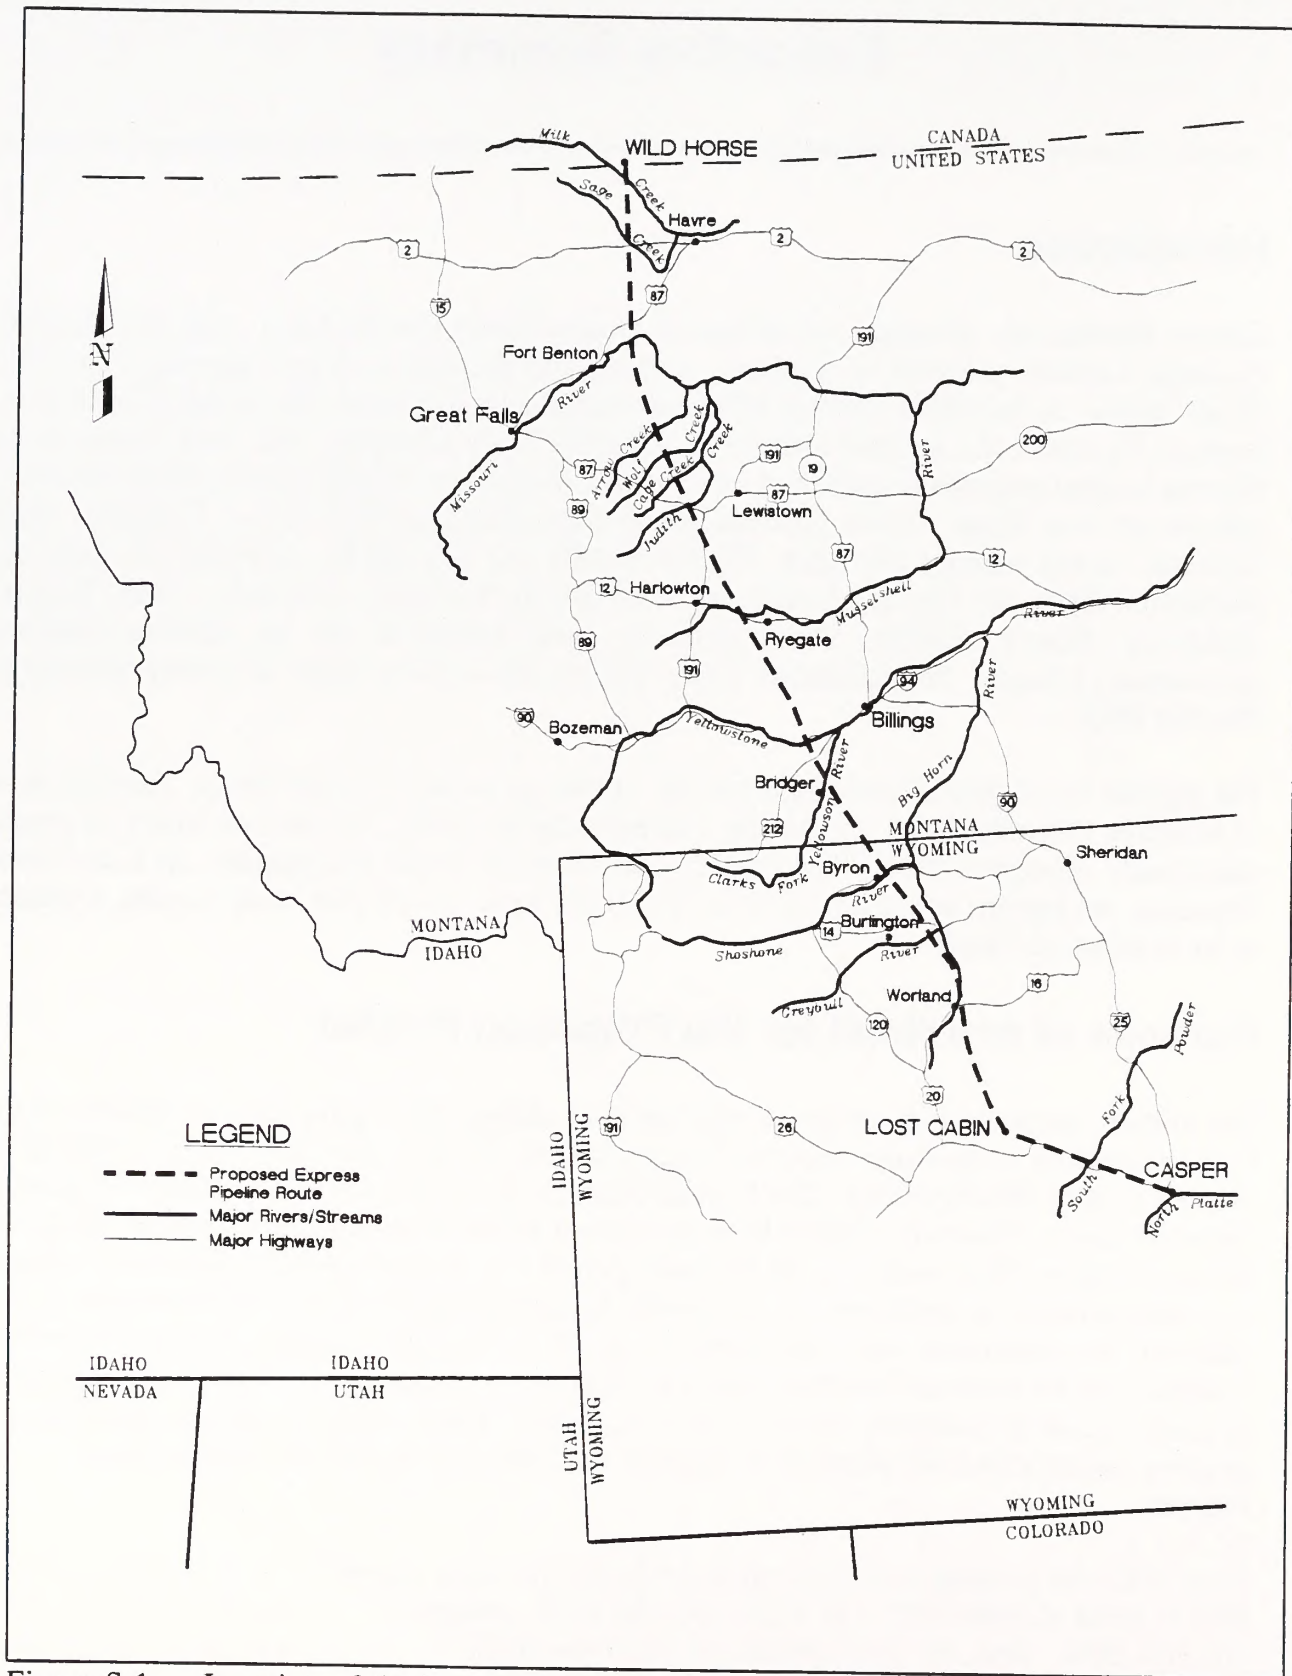 CANADA
UNITED STATES
Milk
WILD HORSE
Creek
Sage
Creek
Havre
2
2
2
15
87
191
N
Fort Benton
River
Great Falls
Missouri
87
89
Arrow Creek
Wolf Creek
Cage Creek
Creek
Judith
191
19
200
87
Lewistown
River
87
12
12
Harlowton
Musselshell
River
Ryegate
89
191
94
River
90
Bozeman
Yellowstone
Billings
River
Bridger
Big Horn
90
212
Yellowson
MONTANA
WYOMING
Sheridan
Clarks
Fork
Byron
River
MONTANA
IDAHO
14
Burlington
Shoshone
River
Greybull
Worland
16
120
25
Powder
20
Fork
191
26
LOST CABIN
IDAHO
WYOMING
CASPER
South
North
Platte
LEGEND
Proposed Express
Pipeline Route
Major Rivers/Streams
Major Highways
IDAHO
NEVADA
IDAHO
UTAH
UTAH
WYOMING
WYOMING
COLORADO